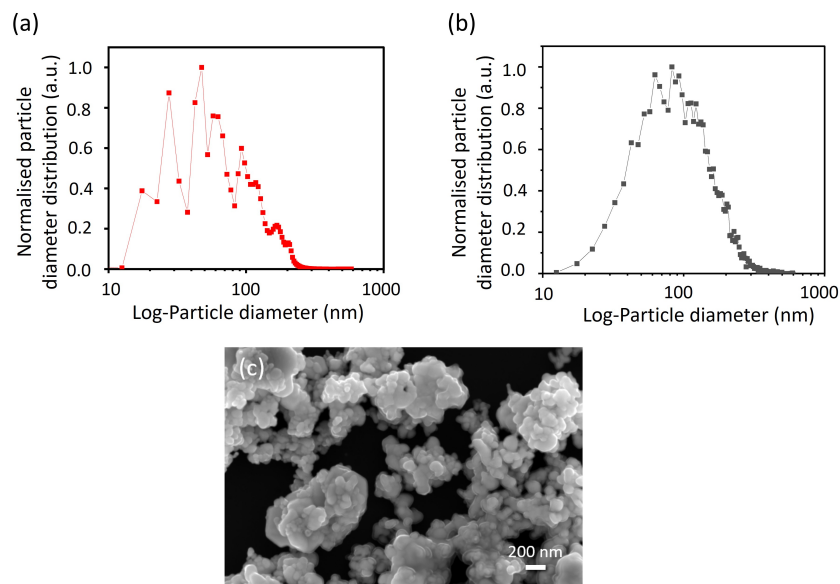 (a)
Normalised particle
diameter distribution (a.u.)
1.0
0.8
0.6
0.4
0.2
0.0
10
100
1000
Log-Particle diameter (nm)
(b)
Normalised particle
diameter distribution (a.u.)
1.0
0.8
0.6
0.4
0.2
0.0
10
100
1000
Log-Particle diameter (nm)
(c)
200 nm